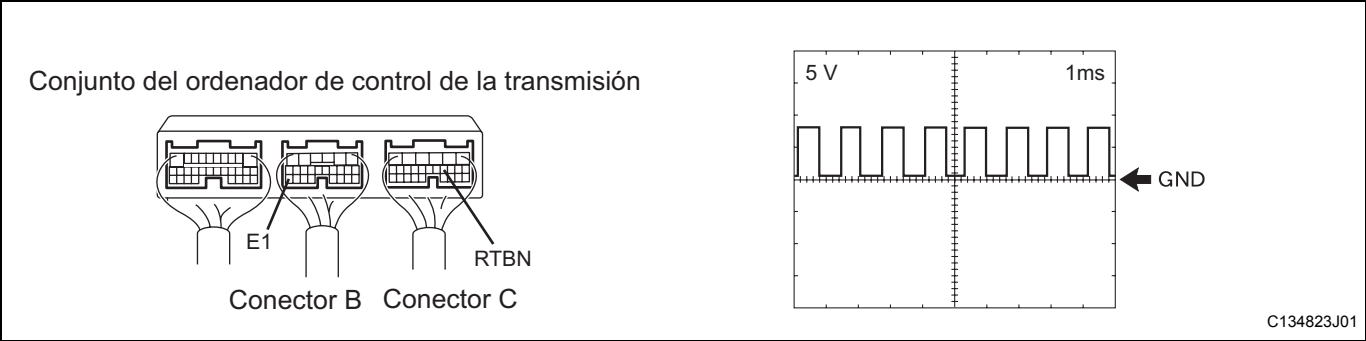 Conjunto del ordenador de control de la transmisión
E1
RTBN
Conector B
Conector C
5 V
1ms
GND
C134823J01